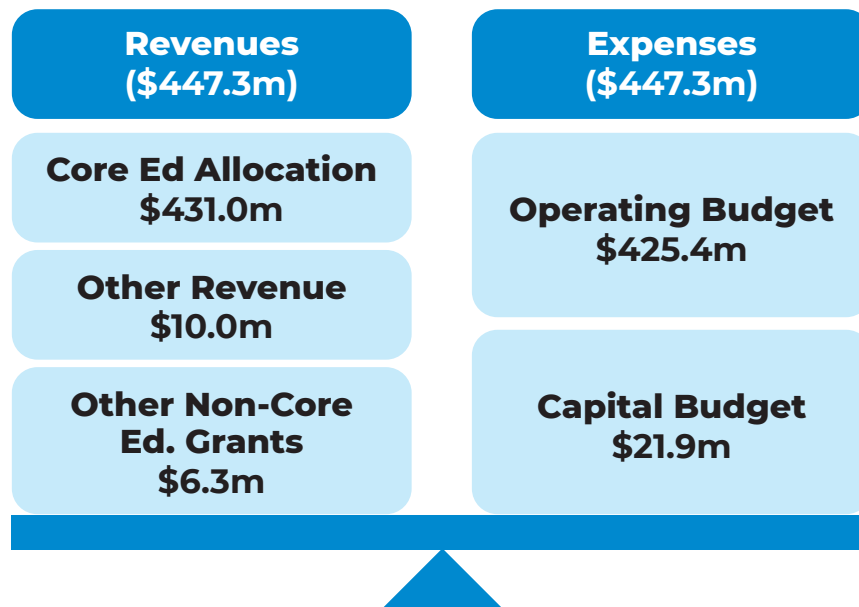 Revenues
($447.3m)
Core Ed Allocation
$431.0m
Other Revenue
$10.0m
Other Non-Core
Ed. Grants
$6.3m
Expenses
($447.3m)
Operating Budget
$425.4m
Capital Budget
$21.9m